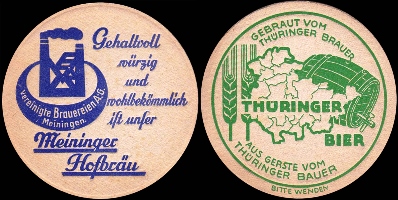 Gehaltvoll
würzig
und
wohlbekömmlich
ist unser
Meininger
Hofbräu
Vereinigte Brauereien A.G.
Meiningen.
GEBRAUT VOM
THÜRINGER BRAUER
THÜRINGER
BIER
AUS GERSTE VOM
THÜRINGER BAUER
BITTE WENDEN